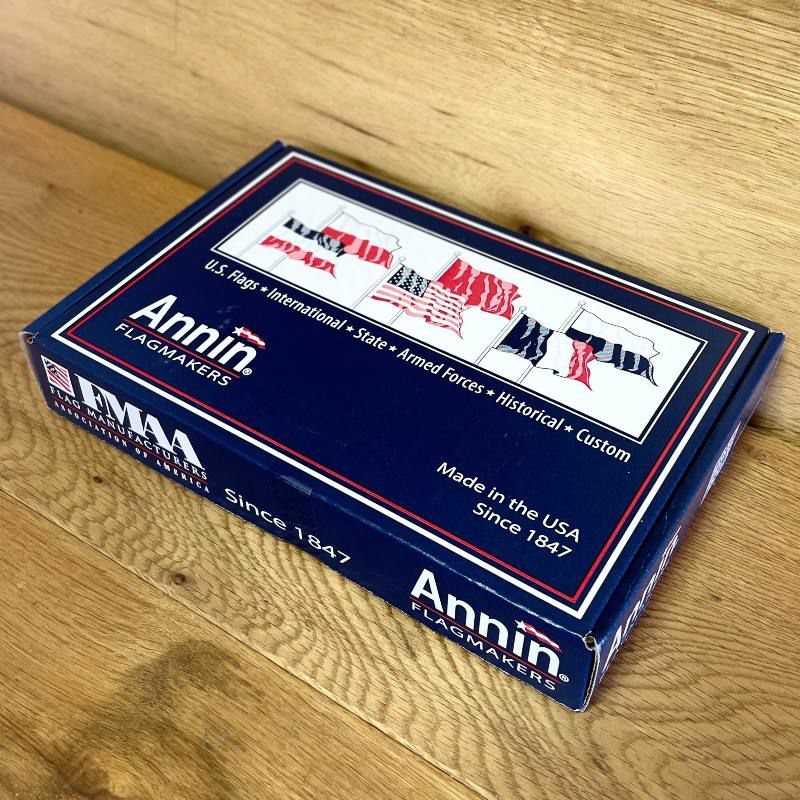 U.S. Flags ★ International ★ State ★ Armed Forces ★ Historical ★ Custom
Annin®
FLAGMAKERS
Made in the USA
Since 1847
FMAA
FLAG MANUFACTURERS
ASSOCIATION OF AMERICA
Since 1847
Annin®
FLAGMAKERS